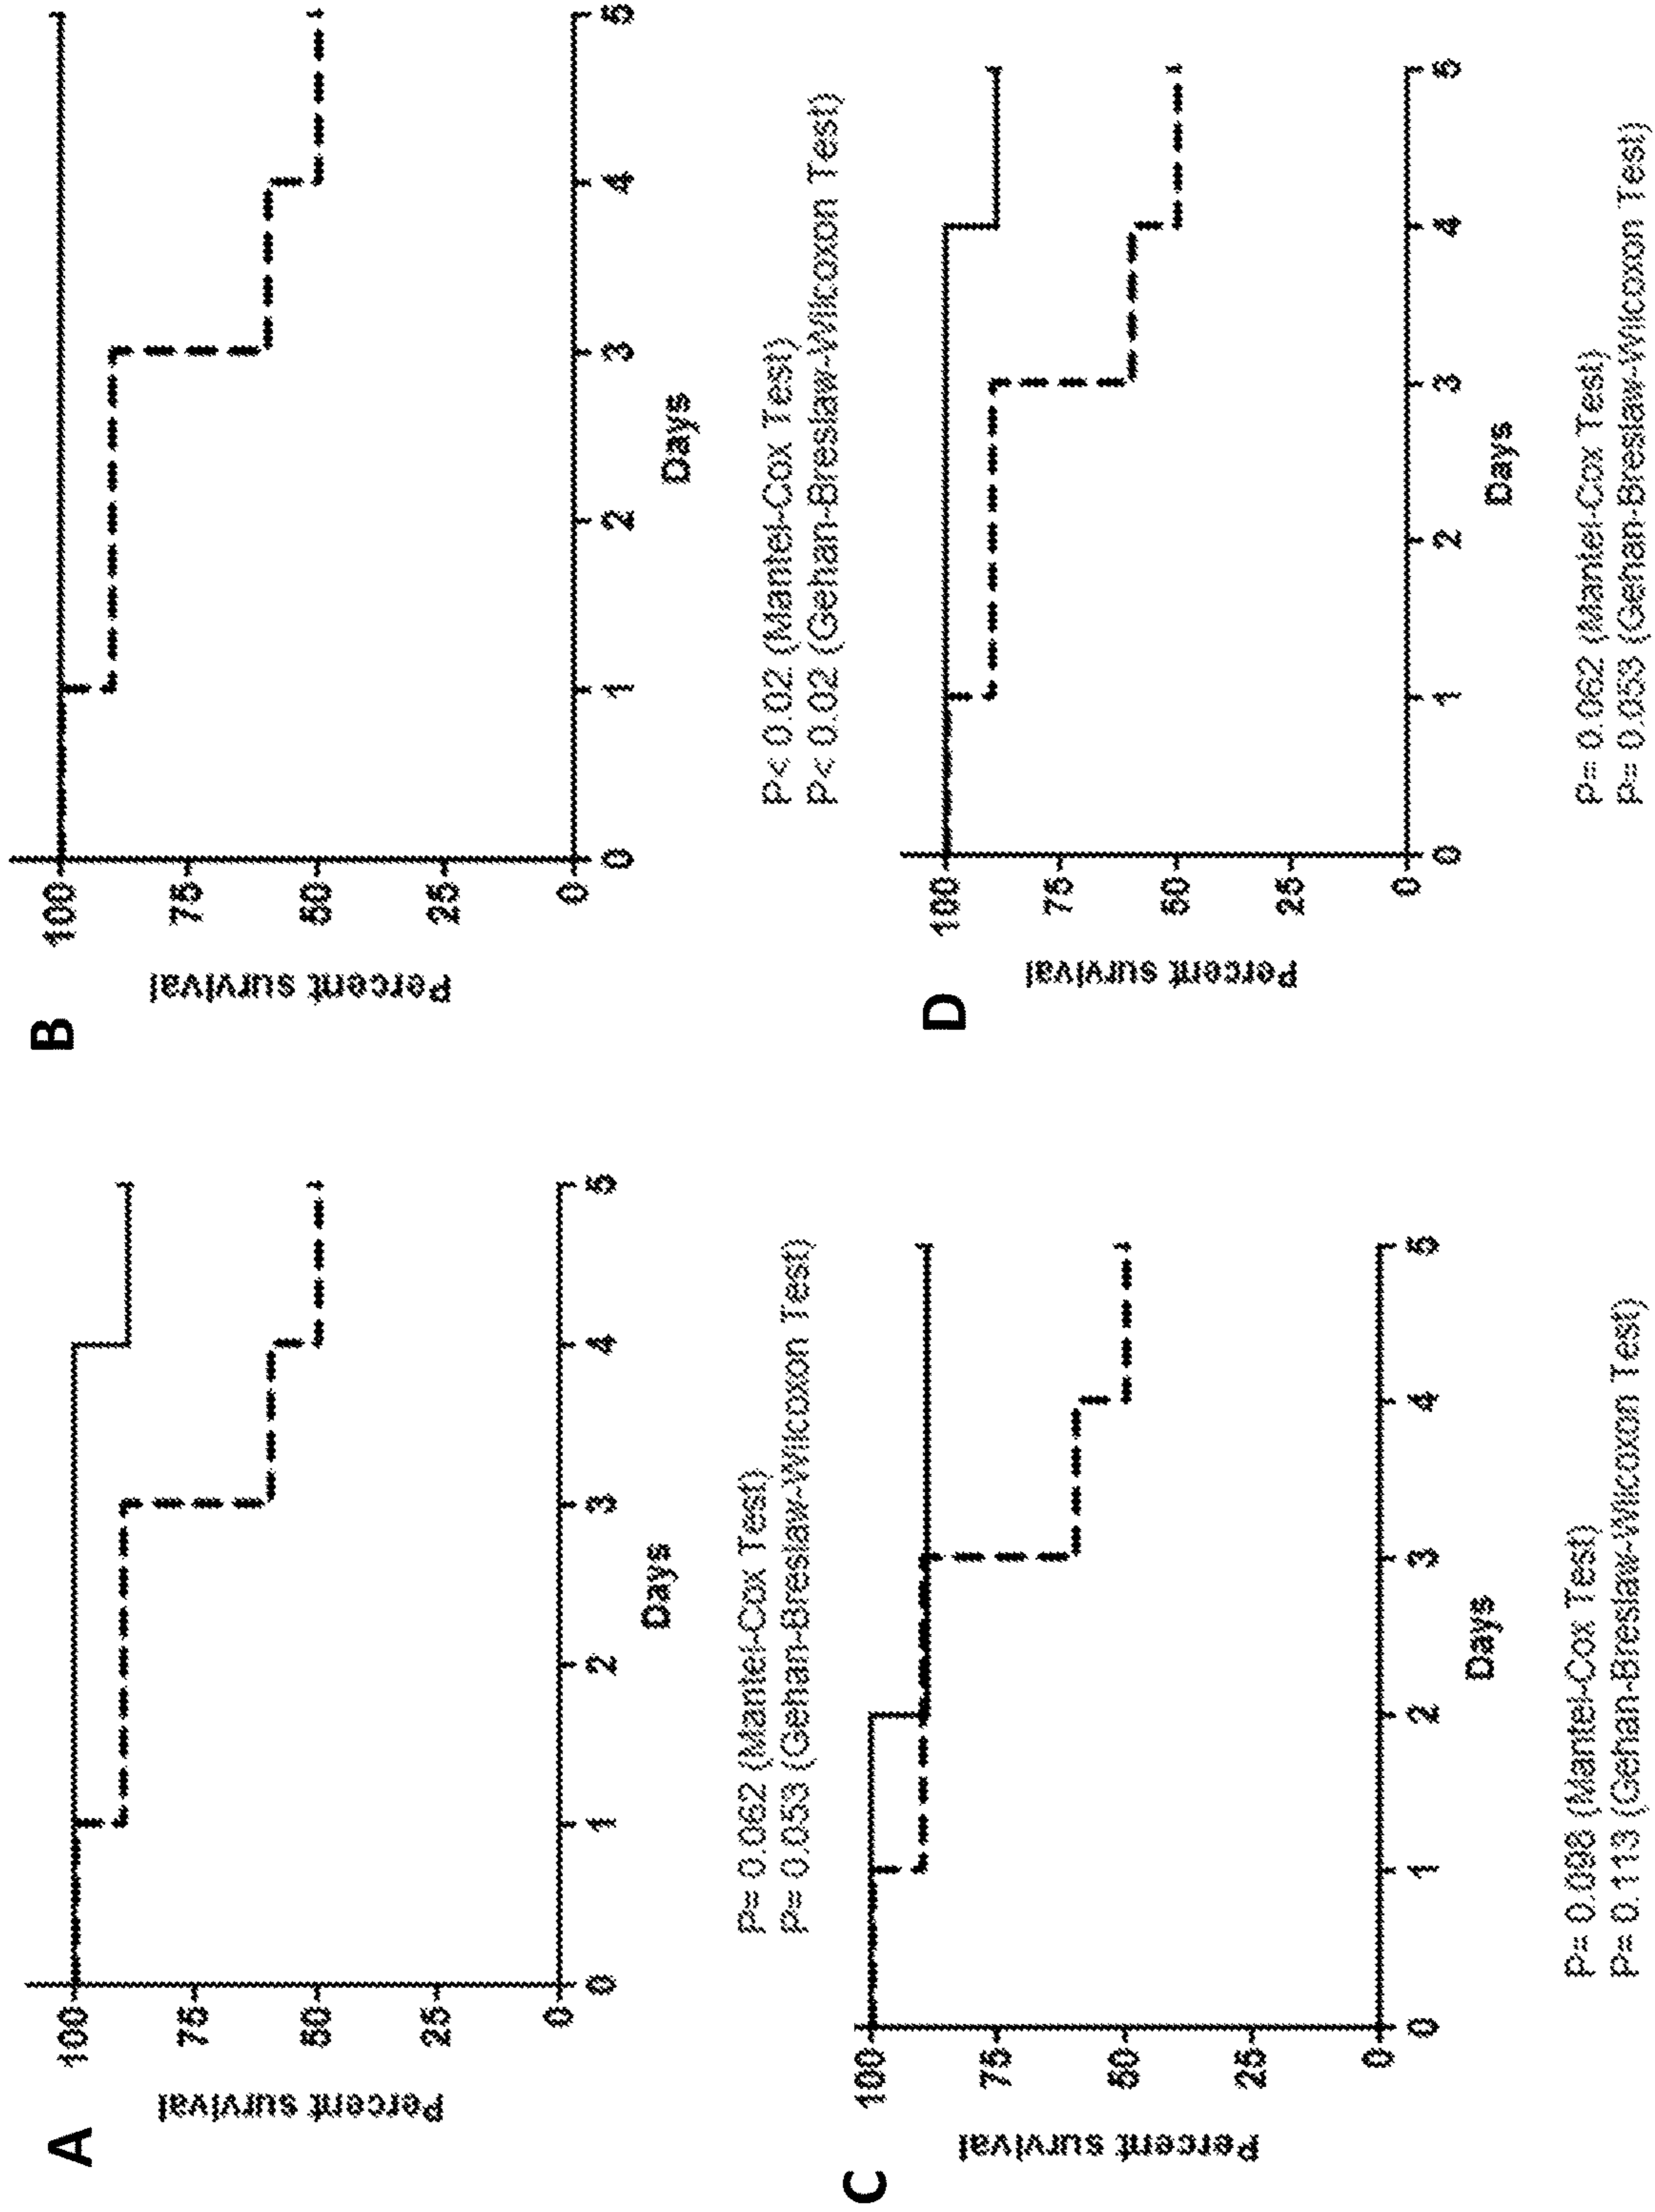 A
Percent survival
100
75
50
25
0
0 1 2 3 4 5
Days
P= 0.062 (Mantel-Cox Test)
P= 0.053 (Gehan-Breslaw-Wilcoxon Test)
B
Percent survival
100
75
50
25
0
0 1 2 3 4 5
Days
P< 0.02 (Mantel-Cox Test)
P< 0.02 (Gehan-Breslaw-Wilcoxon Test)
C
Percent survival
100
75
50
25
0
0 1 2 3 4 5
Days
P= 0.098 (Mantel-Cox Test)
P= 0.113 (Gehan-Breslaw-Wilcoxon Test)
D
Percent survival
100
75
50
25
0
0 1 2 3 4 5
Days
P= 0.062 (Mantel-Cox Test)
P= 0.053 (Gehan-Breslaw-Wilcoxon Test)